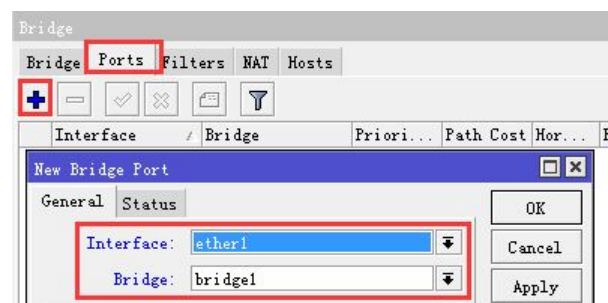 Bridge
Bridge Ports Filters NAT Hosts
Interface / Bridge Priori... Path Cost Hor...
New Bridge Port
General Status
OK
Interface: ether1
Cancel
Bridge: bridge1
Apply